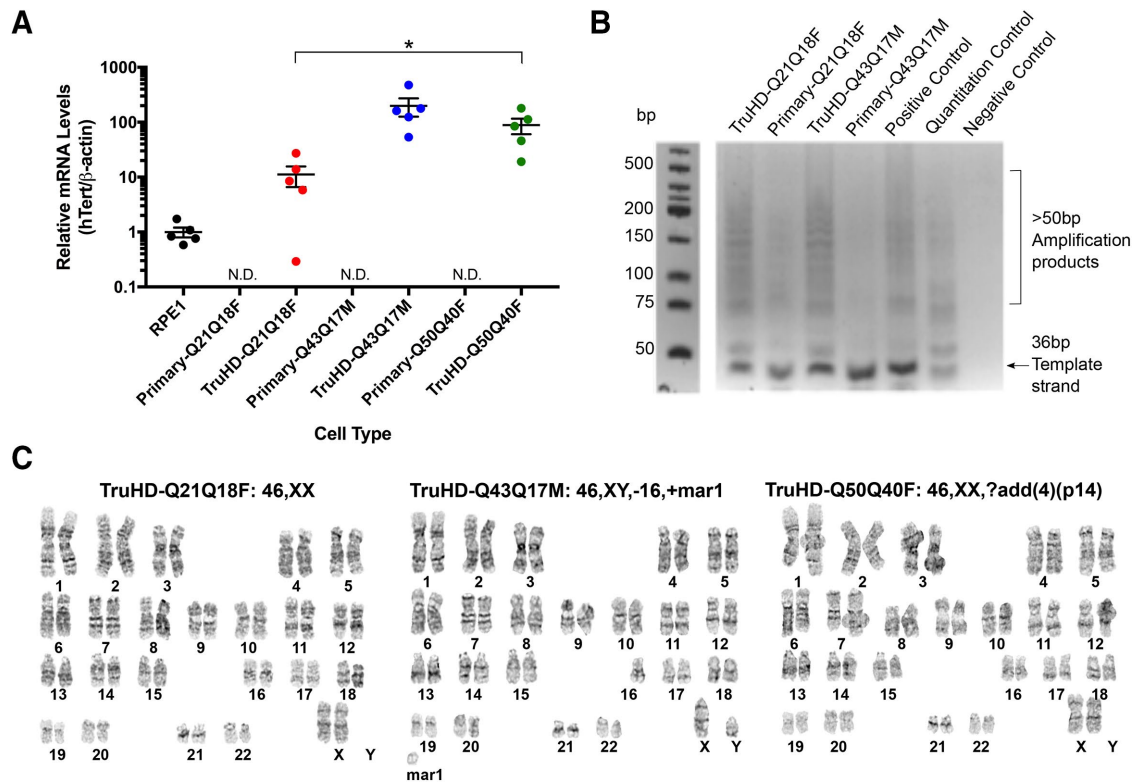 A
*
Relative mRNA Levels
(hTert/β-actin)
1000
100
10
1
0.1
N.D.
N.D.
N.D.
RPE1
Primary-Q21Q18F
TruHD-Q21Q18F
Primary-Q43Q17M
TruHD-Q43Q17M
Primary-Q50Q40F
TruHD-Q50Q40F
Cell Type
B
TruHD-Q21Q18F
Primary-Q21Q18F
TruHD-Q43Q17M
Primary-Q43Q17M
Positive Control
Quantitation Control
Negative Control
bp
500
200
150
100
75
50
>50bp
Amplification
products
36bp
Template
strand
C
TruHD-Q21Q18F: 46,XX
1 2 3 4 5
6 7 8 9 10 11 12
13 14 15 16 17 18
19 20 21 22 X Y
TruHD-Q43Q17M: 46,XY,-16,+mar1
1 2 3 4 5
6 7 8 9 10 11 12
13 14 15 16 17 18
19 20 21 22 X Y
mar1
TruHD-Q50Q40F: 46,XX,?add(4)(p14)
1 2 3 4 5
6 7 8 9 10 11 12
13 14 15 16 17 18
19 20 21 22 X Y